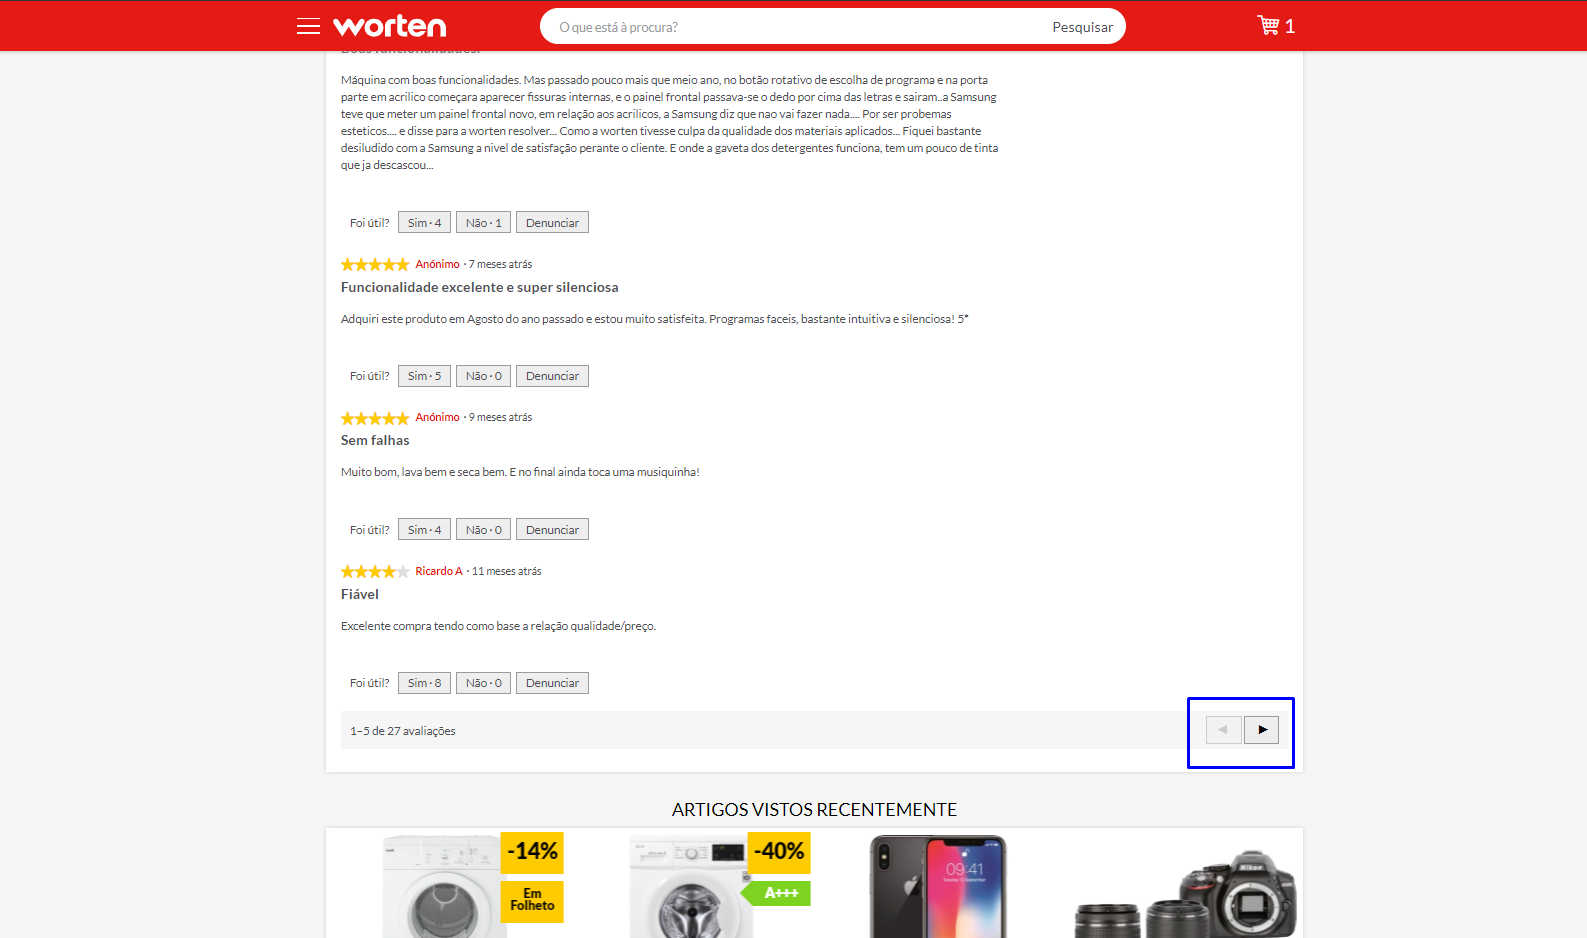 worten
O que está à procura?
Pesquisar
1
Boas funcionalidades.
Máquina com boas funcionalidades. Mas passado pouco mais que meio ano, no botão rotativo de escolha de programa e na porta
parte em acrilico começara aparecer fissuras internas, e o painel frontal passava-se o dedo por cima das letras e sairam..a Samsung
teve que meter um painel frontal novo, em relação aos acrilicos, a Samsung diz que nao vai fazer nada.... Por ser probemas
esteticos.... e disse para a worten resolver... Como a worten tivesse culpa da qualidade dos materiais aplicados... Fiquei bastante
desiludido com a Samsung a nivel de satisfação perante o cliente. E onde a gaveta dos detergentes funciona, tem um pouco de tinta
que ja descascou...
Foi útil? Sim · 4 Não · 1 Denunciar
Anónimo · 7 meses atrás
Funcionalidade excelente e super silenciosa
Adquiri este produto em Agosto do ano passado e estou muito satisfeita. Programas faceis, bastante intuitiva e silenciosa! 5*
Foi útil? Sim · 5 Não · 0 Denunciar
Anónimo · 9 meses atrás
Sem falhas
Muito bom, lava bem e seca bem. E no final ainda toca uma musiquinha!
Foi útil? Sim · 4 Não · 0 Denunciar
Ricardo A · 11 meses atrás
Fiável
Excelente compra tendo como base a relação qualidade/preço.
Foi útil? Sim · 8 Não · 0 Denunciar
1–5 de 27 avaliações
ARTIGOS VISTOS RECENTEMENTE
-14%
Em
Folheto
-40%
A+++
09:41
Nikon